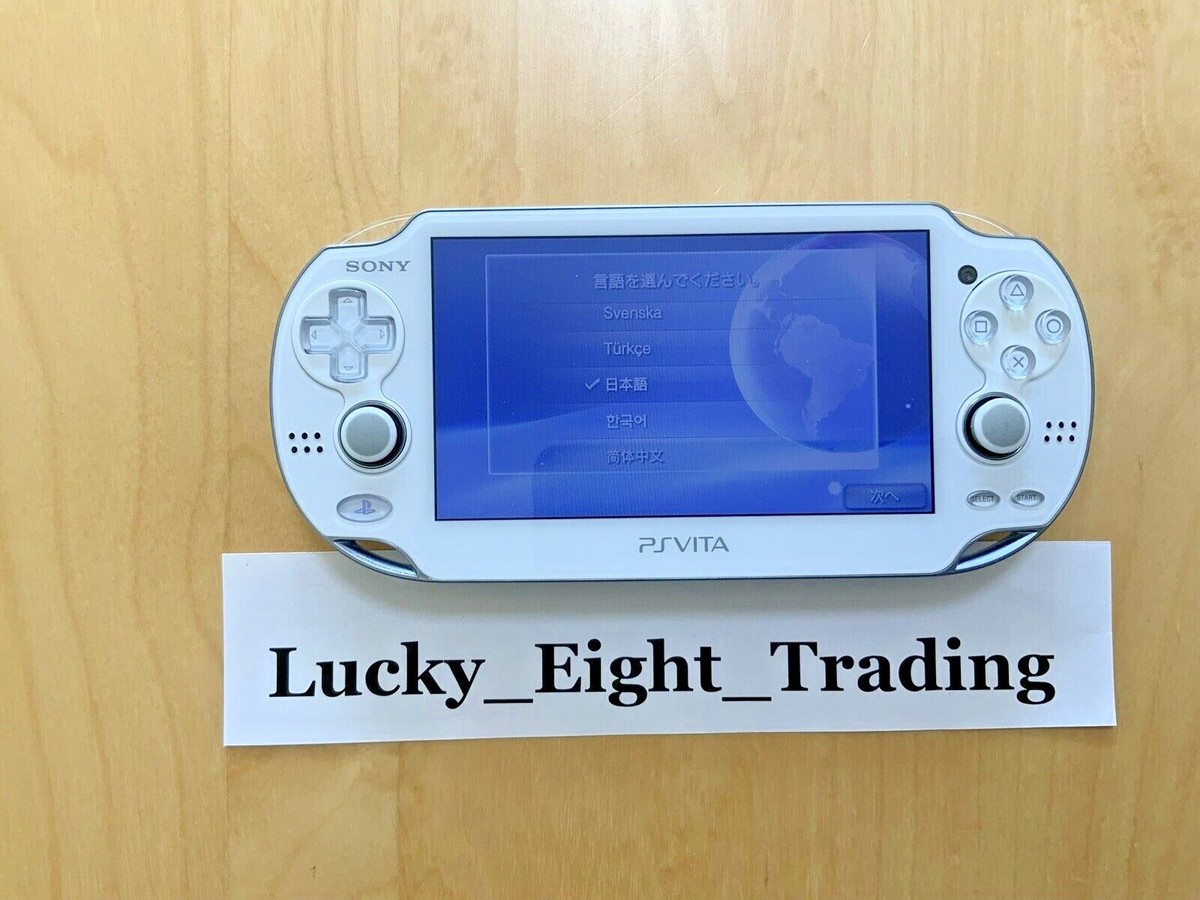 SONY
言語を選んでください。
Svenska
Türkçe
日本語
한국어
简体中文
次へ
SELECT START
PSVITA
Lucky_Eight_Trading